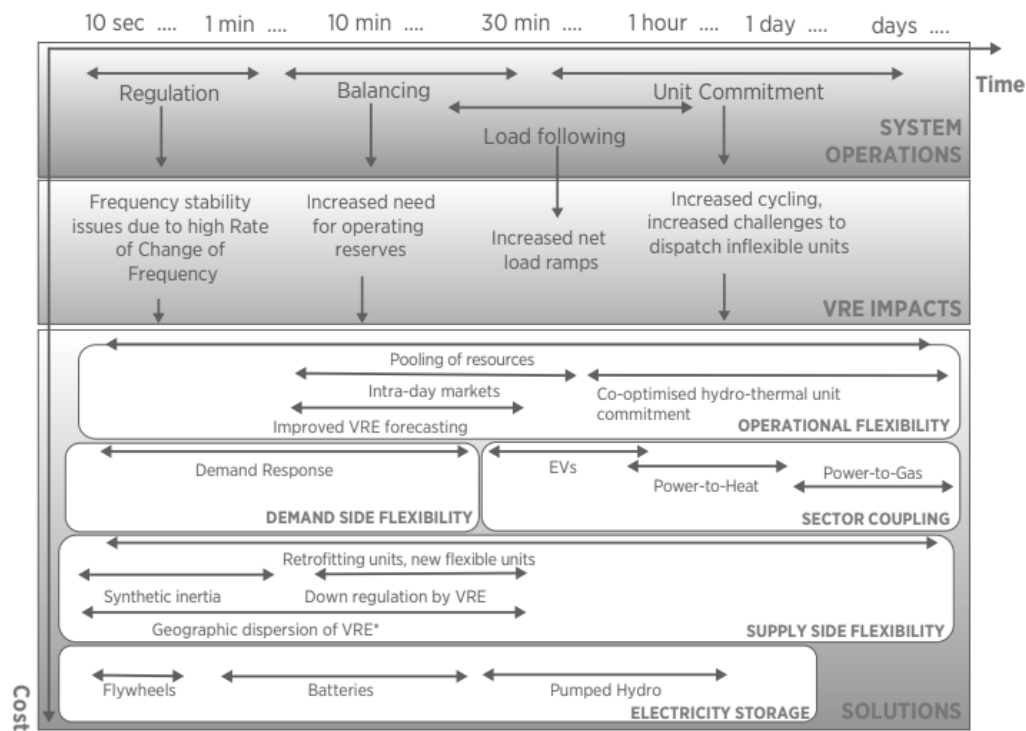 10 sec .... 1 min .... 10 min .... 30 min .... 1 hour .... 1 day .... days ....
Time
Regulation
Balancing
Unit Commitment
Load following
SYSTEM
OPERATIONS
Frequency stability
issues due to high Rate
of Change of
Frequency
Increased need
for operating
reserves
Increased net
load ramps
Increased cycling,
increased challenges to
dispatch inflexible units
VRE IMPACTS
Pooling of resources
Intra-day markets
Co-optimised hydro-thermal unit
commitment
Improved VRE forecasting
OPERATIONAL FLEXIBILITY
Demand Response
DEMAND SIDE FLEXIBILITY
EVs
Power-to-Heat
Power-to-Gas
SECTOR COUPLING
Retrofitting units, new flexible units
Synthetic inertia
Down regulation by VRE
Geographic dispersion of VRE*
SUPPLY SIDE FLEXIBILITY
Flywheels
Batteries
Pumped Hydro
ELECTRICITY STORAGE
SOLUTIONS
Cost